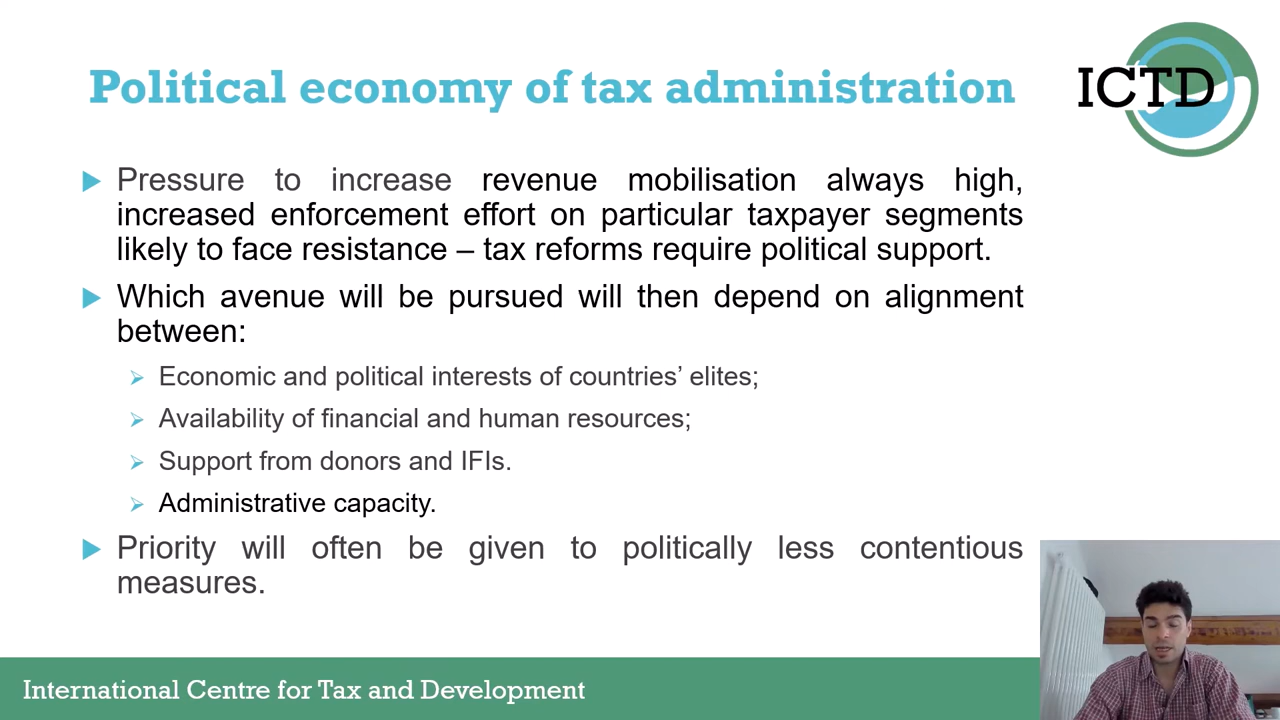 Political economy of tax administration
ICTD
Pressure to increase revenue mobilisation always high,
increased enforcement effort on particular taxpayer segments
likely to face resistance – tax reforms require political support.
Which avenue will be pursued will then depend on alignment
between:
Economic and political interests of countries’ elites;
Availability of financial and human resources;
Support from donors and IFIs.
Administrative capacity.
Priority will often be given to politically less contentious
measures.
International Centre for Tax and Development